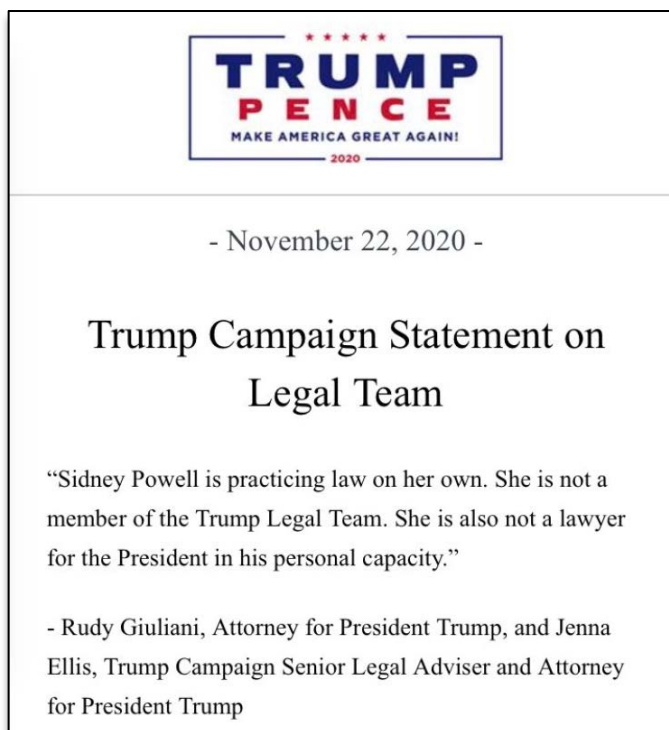 ★ ★ ★ ★ ★
TRUMP
PENCE
MAKE AMERICA GREAT AGAIN!
2020
- November 22, 2020 -
Trump Campaign Statement on
Legal Team
“Sidney Powell is practicing law on her own. She is not a
member of the Trump Legal Team. She is also not a lawyer
for the President in his personal capacity.”
- Rudy Giuliani, Attorney for President Trump, and Jenna
Ellis, Trump Campaign Senior Legal Adviser and Attorney
for President Trump